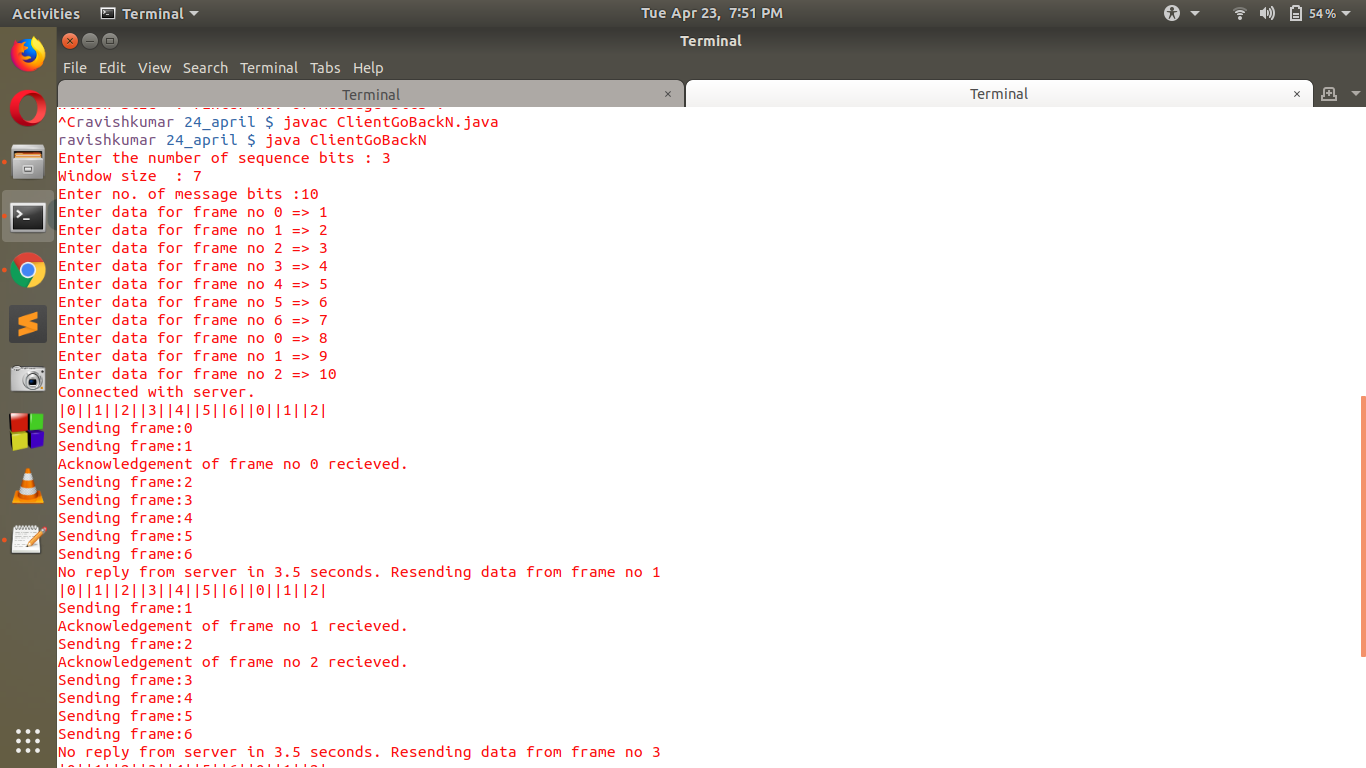 Activities Terminal Tue Apr 23, 7:51 PM 54%
Terminal
File Edit View Search Terminal Tabs Help
Terminal × Terminal ×
^Cravishkumar 24_april $ javac ClientGoBackN.java
ravishkumar 24_april $ java ClientGoBackN
Enter the number of sequence bits : 3
Window size  : 7
Enter no. of message bits :10
Enter data for frame no 0 => 1
Enter data for frame no 1 => 2
Enter data for frame no 2 => 3
Enter data for frame no 3 => 4
Enter data for frame no 4 => 5
Enter data for frame no 5 => 6
Enter data for frame no 6 => 7
Enter data for frame no 0 => 8
Enter data for frame no 1 => 9
Enter data for frame no 2 => 10
Connected with server.
|0||1||2||3||4||5||6||0||1||2|
Sending frame:0
Sending frame:1
Acknowledgement of frame no 0 recieved.
Sending frame:2
Sending frame:3
Sending frame:4
Sending frame:5
Sending frame:6
No reply from server in 3.5 seconds. Resending data from frame no 1
|0||1||2||3||4||5||6||0||1||2|
Sending frame:1
Acknowledgement of frame no 1 recieved.
Sending frame:2
Acknowledgement of frame no 2 recieved.
Sending frame:3
Sending frame:4
Sending frame:5
Sending frame:6
No reply from server in 3.5 seconds. Resending data from frame no 3